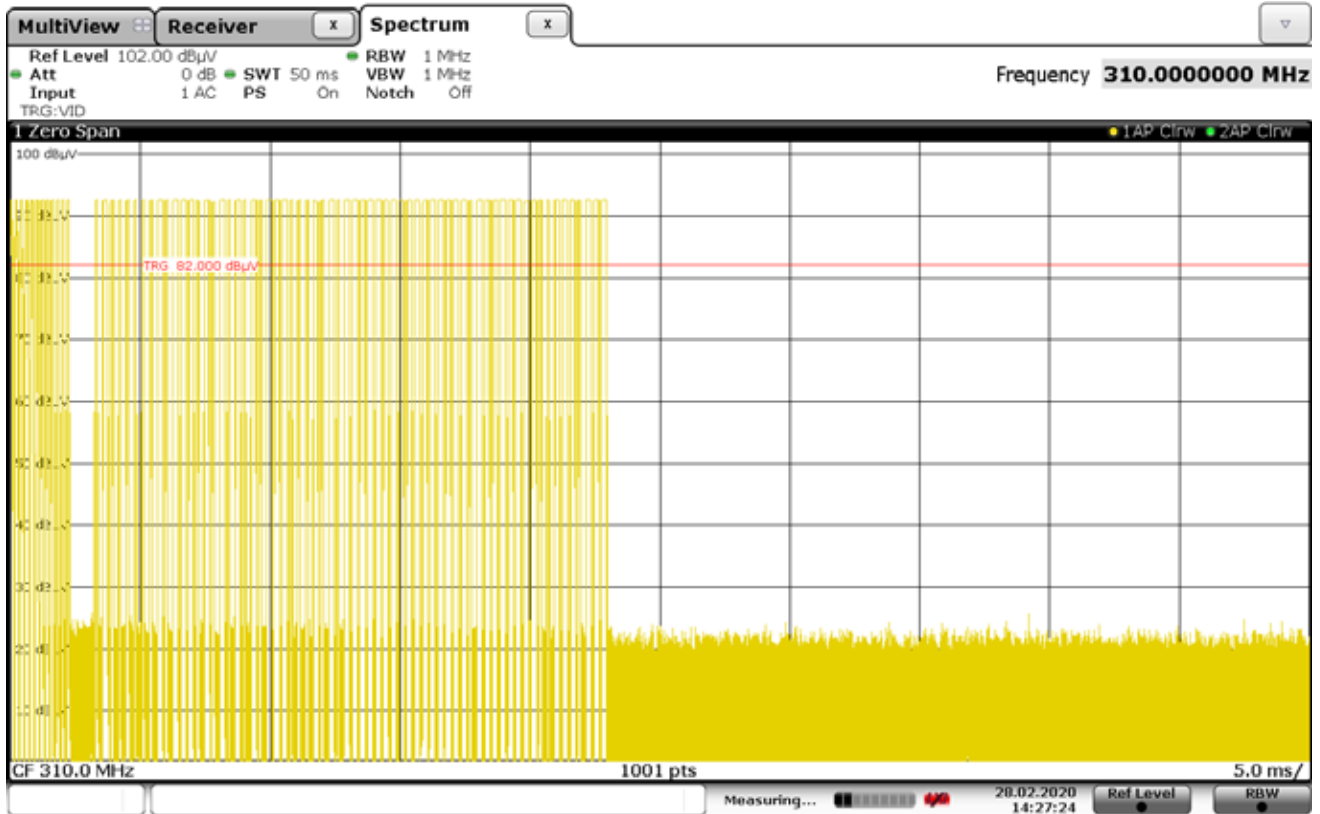 MultiView Receiver X Spectrum X
Ref Level 102.00 dBµV RBW 1 MHz
Att 0 dB SWT 50 ms VBW 1 MHz Frequency 310.0000000 MHz
Input 1 AC PS On Notch Off
TRG:VID
1 Zero Span 1AP Clrw 2AP Clrw
100 dBµV
TRG 82.000 dBµV
CF 310.0 MHz 1001 pts 5.0 ms/
Measuring... 28.02.2020 Ref Level RBW
14:27:24